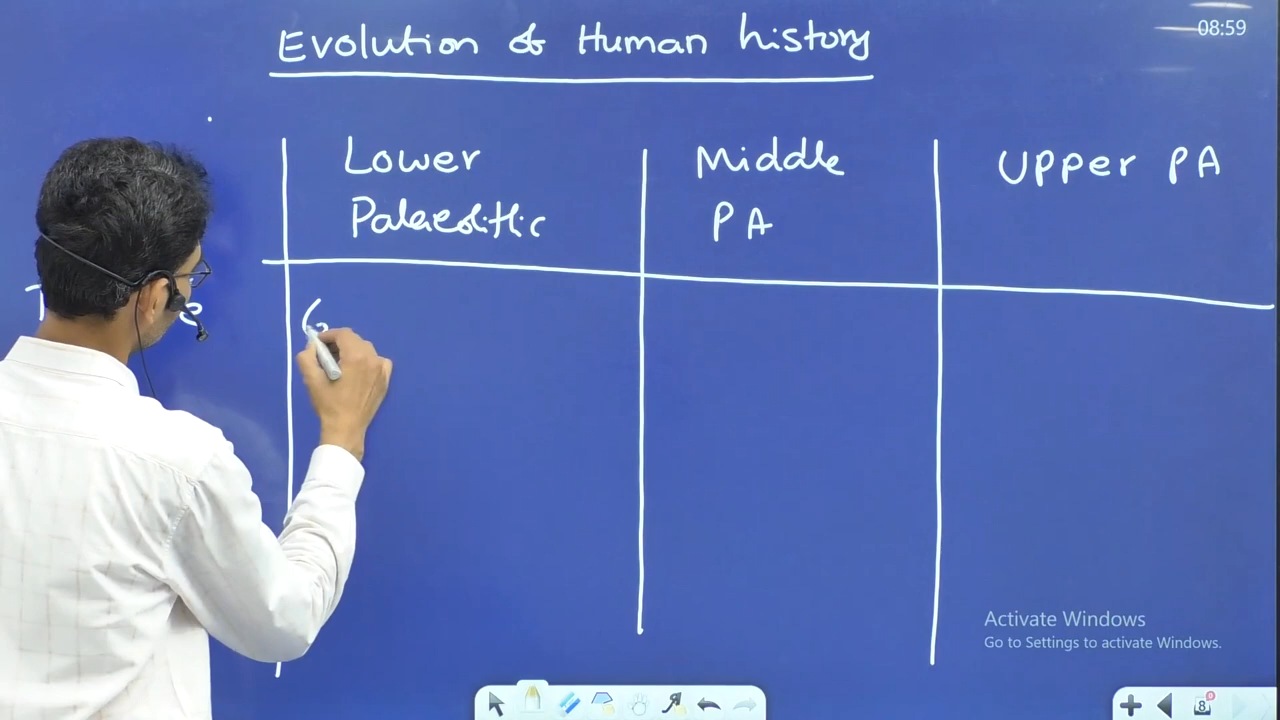 08:59
Evolution of Human history
Lower
Palaeolithic
Middle
PA
Upper PA
Activate Windows
Go to Settings to activate Windows.
8